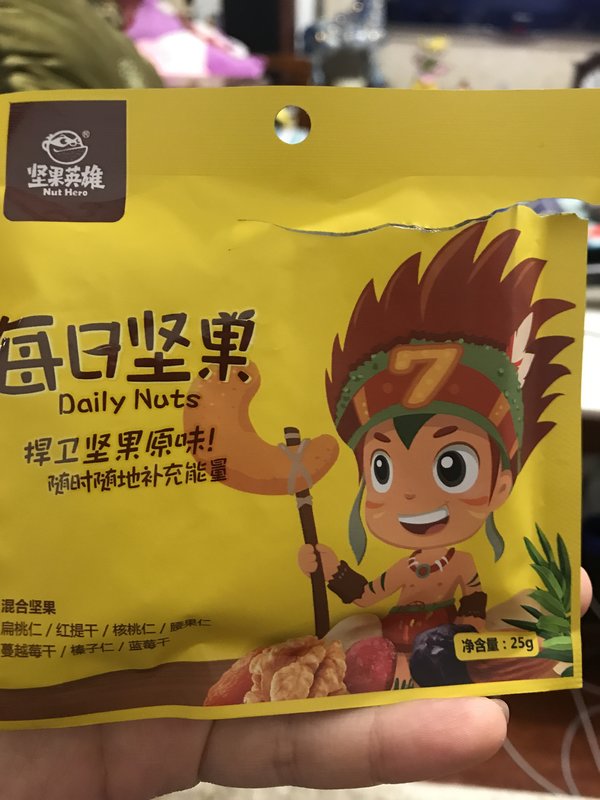 ®
坚果英雄
Nut Hero
每日坚果
Daily Nuts
捍卫坚果原味!
随时随地补充能量
7
混合坚果
扁桃仁 / 红提干 / 核桃仁 / 腰果仁
蔓越莓干 / 榛子仁 / 蓝莓干
净含量:25g